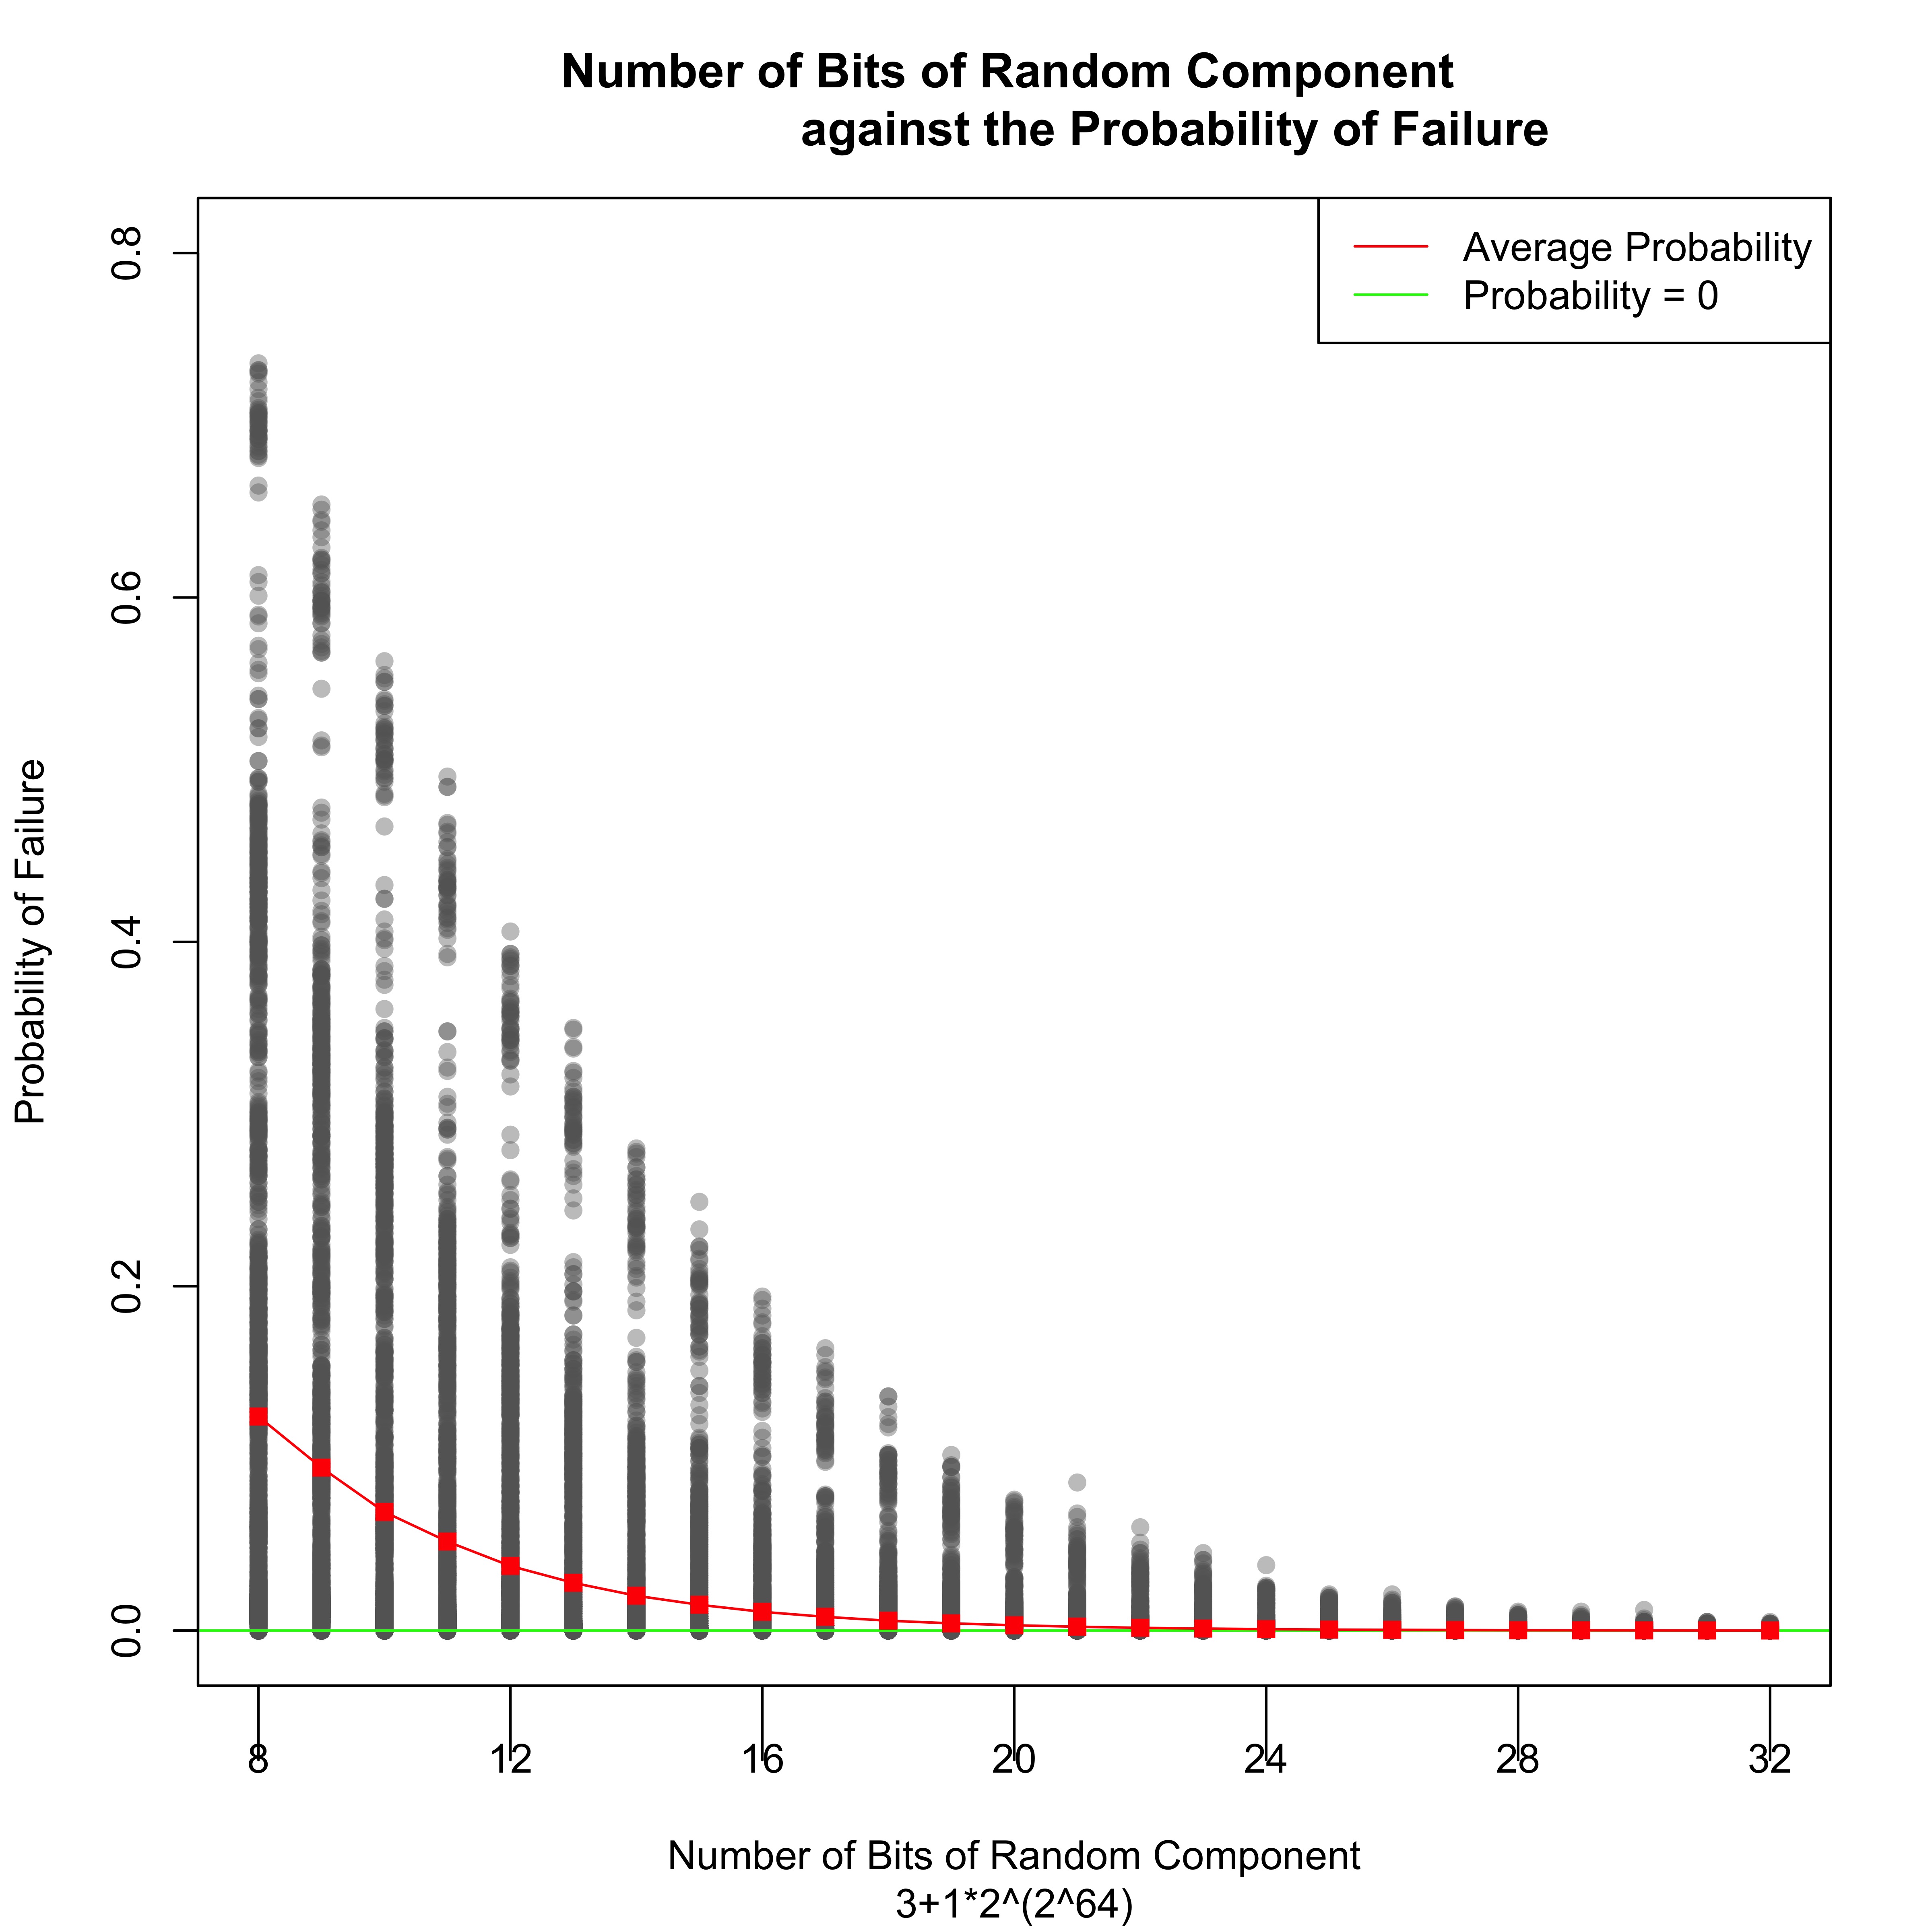 Number of Bits of Random Component
against the Probability of Failure
Average Probability
Probability = 0
0.8
0.6
0.4
0.2
0.0
Probability of Failure
8 12 16 20 24 28 32
Number of Bits of Random Component
3+1*2^(2^64)